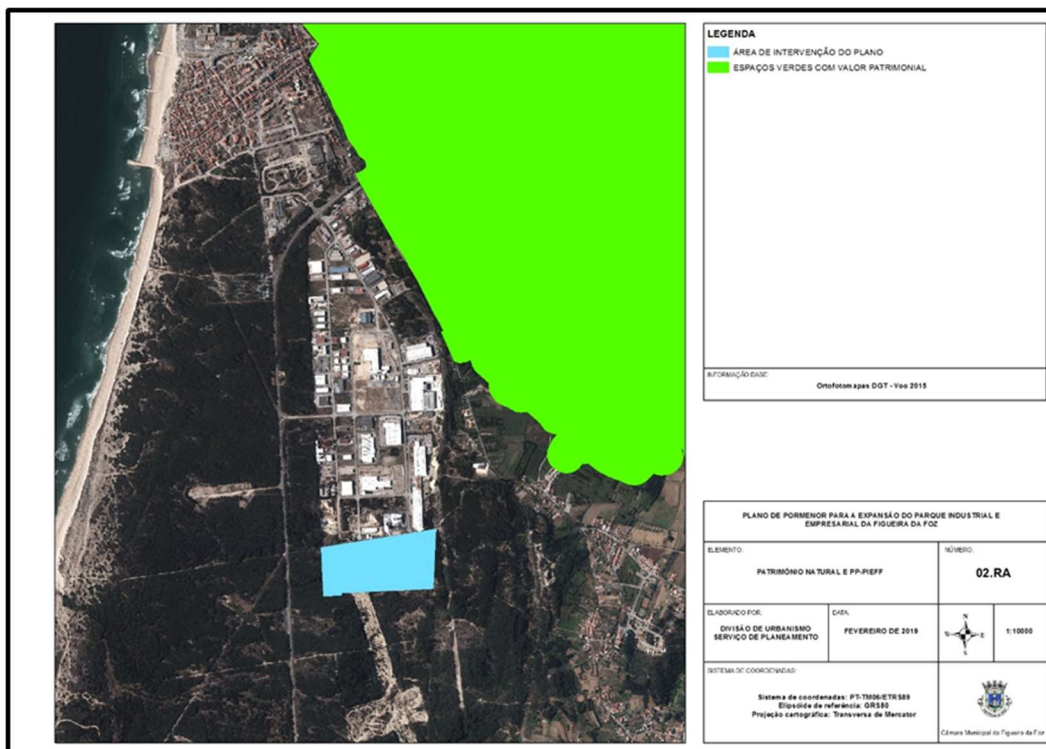 LEGENDA
ÁREA DE INTERVENÇÃO DO PLANO
ESPAÇOS VERDES COM VALOR PATRIMONIAL
INFORMAÇÃO BASE:
Ortofotomapas DGT - Voo 2015
PLANO DE PORMENOR PARA A EXPANSÃO DO PARQUE INDUSTRIAL E
EMPRESARIAL DA FIGUEIRA DA FOZ
ELEMENTO:
PATRIMÓNIO NATURAL E PP-PIEFF
NÚMERO:
02.RA
ELABORADO POR:
DIVISÃO DE URBANISMO
SERVIÇO DE PLANEAMENTO
DATA:
FEVEREIRO DE 2019
N
W
E
S
1:10000
SISTEMA DE COORDENADAS:
Sistema de coordenadas: PT-TM06/ETRS89
Elipsóide de referência: GRS80
Projeção cartográfica: Transversa de Mercator
Câmara Municipal da Figueira da Foz